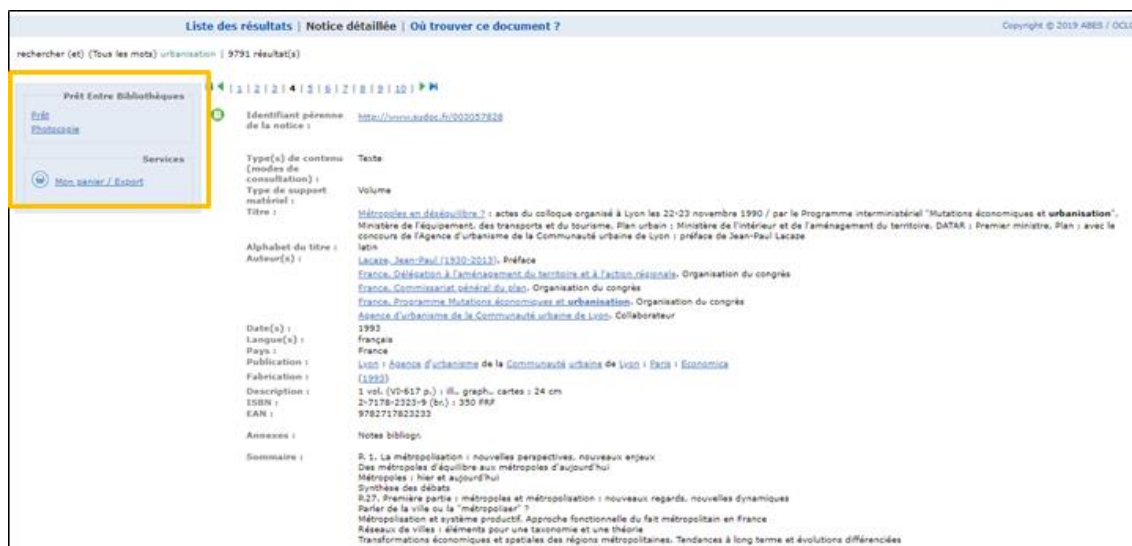 Liste des résultats | Notice détaillée | Où trouver ce document ?
Copyright © 2019 ABES / OCLC
rechercher (et) (Tous les mots) urbanisation | 9791 résultat(s)
| 1 | 2 | 3 | 4 | 5 | 6 | 7 | 8 | 9 | 10 |
Prêt Entre Bibliothèques
Prêt
Photocopie
Services
Mon panier / Export
Identifiant pérenne de la notice : http://www.sudoc.fr/003057828
Type(s) de contenu (modes de consultation) : Texte
Type de support matériel : Volume
Titre : Métropoles en déséquilibre ? : actes du colloque organisé à Lyon les 22-23 novembre 1990 / par le Programme interministériel "Mutations économiques et urbanisation",
Ministère de l'équipement, des transports et du tourisme, Plan urbain ; Ministère de l'intérieur et de l'aménagement du territoire, DATAR ; Premier ministre, Plan ; avec le
concours de l'Agence d'urbanisme de la Communauté urbaine de Lyon ; préface de Jean-Paul Lacaze
Alphabet du titre : latin
Auteur(s) : Lacaze, Jean-Paul (1930-2013). Préface
France. Délégation à l'aménagement du territoire et à l'action régionale. Organisation du congrès
France. Commissariat général du plan. Organisation du congrès
France. Programme Mutations économiques et urbanisation. Organisation du congrès
Agence d'urbanisme de la Communauté urbaine de Lyon. Collaborateur
Date(s) : 1993
Langue(s) : français
Pays : France
Publication : Lyon : Agence d'urbanisme de la Communauté urbaine de Lyon ; Paris : Economica
Fabrication : (1993)
Description : 1 vol. (VI-617 p.) : ill., graph., cartes ; 24 cm
ISBN : 2-7178-2323-9 (br.) : 350 FRF
EAN : 9782717823233
Annexes : Notes bibliogr.
Sommaire : P. 1. La métropolisation : nouvelles perspectives, nouveaux enjeux
Des métropoles d'équilibre aux métropoles d'aujourd'hui
Métropoles : hier et aujourd'hui
Synthèse des débats
P.27. Première partie : métropoles et métropolisation : nouveaux regards, nouvelles dynamiques
Parler de la ville ou la "métropoliser" ?
Métropolisation et système productif. Approche fonctionnelle du fait métropolitain en France
Réseaux de villes : éléments pour une taxonomie et une théorie
Transformations économiques et spatiales des régions métropolitaines. Tendances à long terme et évolutions différenciées